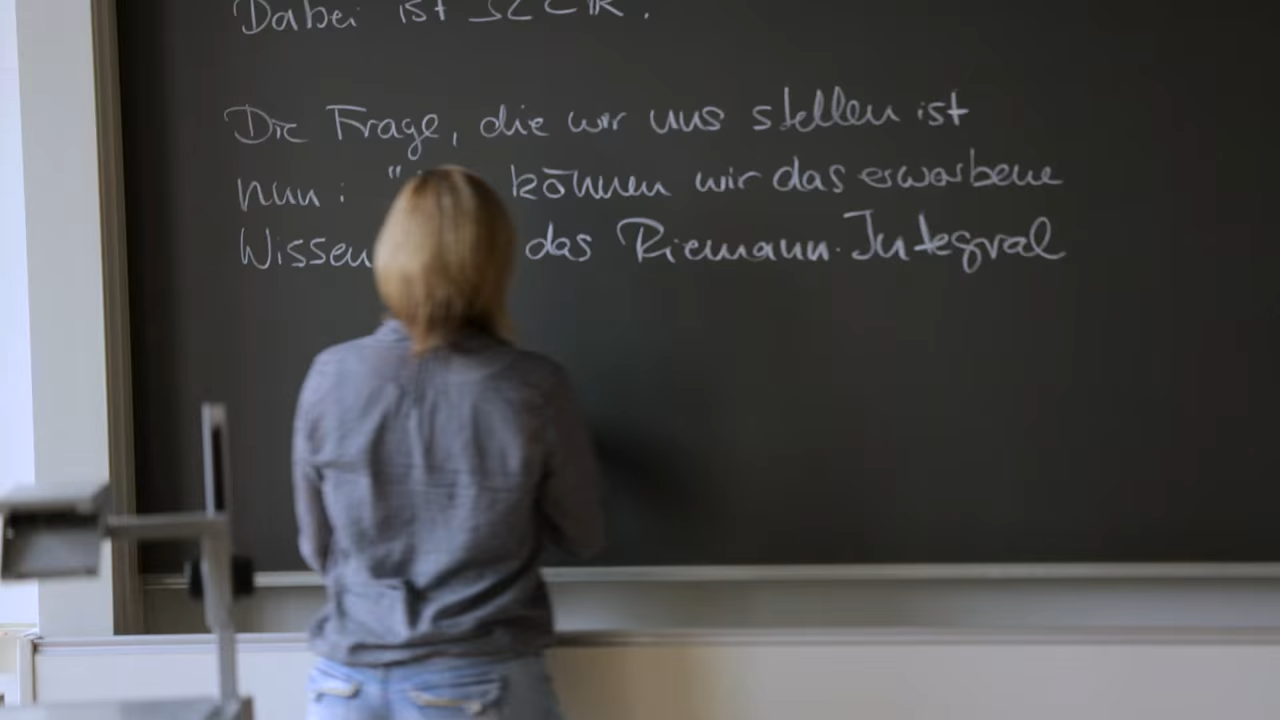 Dabei ist Ω ⊂ ℝ.
Die Frage, die wir uns stellen ist
nun: " können wir das erworbene
Wissen das Riemann-Integral